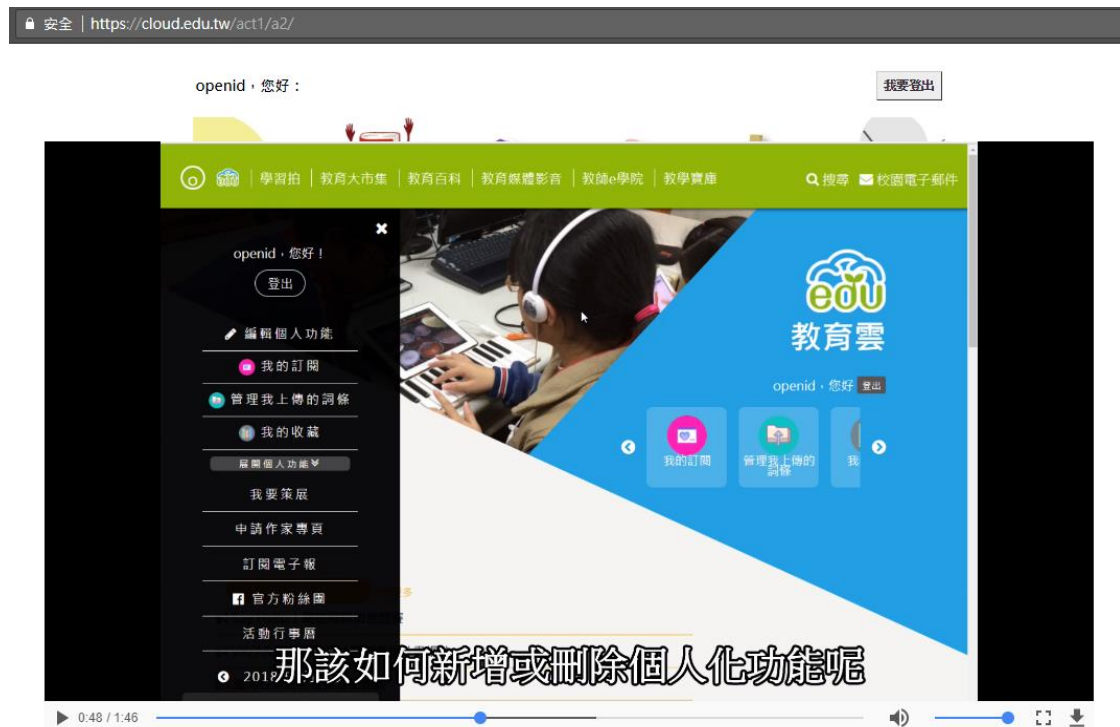 安全 | https://cloud.edu.tw/act1/a2/
openid，您好：
我要登出
學習拍 | 教育大市集 | 教育百科 | 教育媒體影音 | 教師e學院 | 教學寶庫
搜尋 校園電子郵件
openid，您好！
登出
編輯個人功能
我的訂閱
管理我上傳的詞條
我的收藏
展開個人功能
我要策展
申請作家專頁
訂閱電子報
官方粉絲團
活動行事曆
2018
edu
教育雲
openid，您好 登出
我的訂閱
管理我上傳的
詞條
我
多
那該如何新增或刪除個人化功能呢
0:48 / 1:46